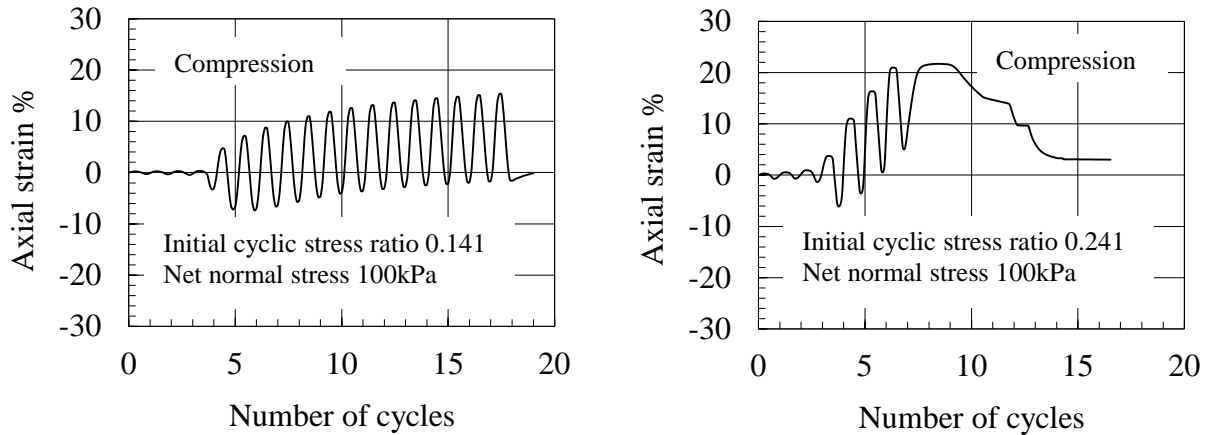 30
20
10
0
-10
-20
-30
Axial strain %
Compression
Initial cyclic stress ratio 0.141
Net normal stress 100kPa
0 5 10 15 20
Number of cycles
30
20
10
0
-10
-20
-30
Axial srain %
Compression
Initial cyclic stress ratio 0.241
Net normal stress 100kPa
0 5 10 15 20
Number of cycles